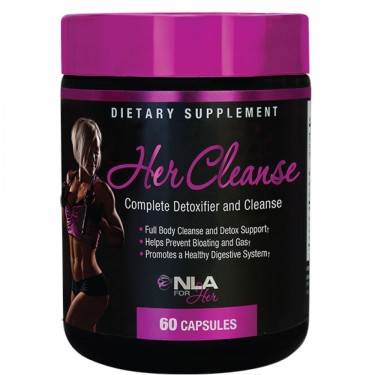 DIETARY SUPPLEMENT
Her Cleanse
Complete Detoxifier and Cleanse
• Full Body Cleanse and Detox Support†
• Helps Prevent Bloating and Gas†
• Promotes a Healthy Digestive System†
NLA
FOR Her
60 CAPSULES